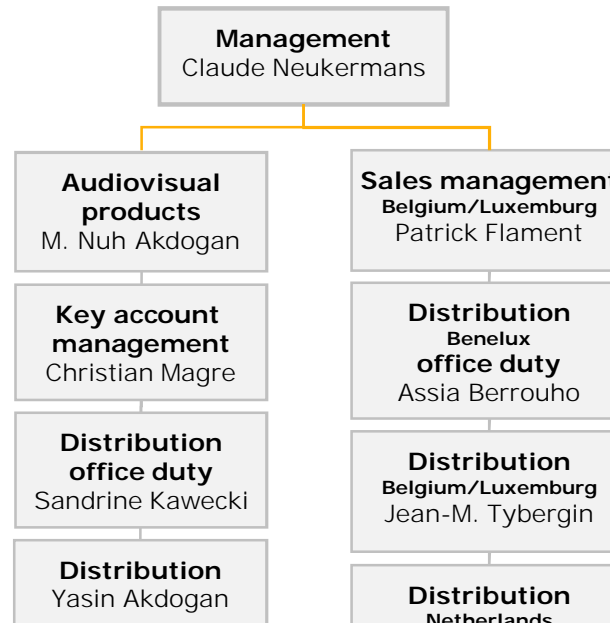 Management
Claude Neukermans
Audiovisual
products
M. Nuh Akdogan
Key account
management
Christian Magre
Distribution
office duty
Sandrine Kawecki
Distribution
Yasin Akdogan
Sales management
Belgium/Luxemburg
Patrick Flament
Distribution
Benelux
office duty
Assia Berrouho
Distribution
Belgium/Luxemburg
Jean-M. Tybergin
Distribution
Netherlands